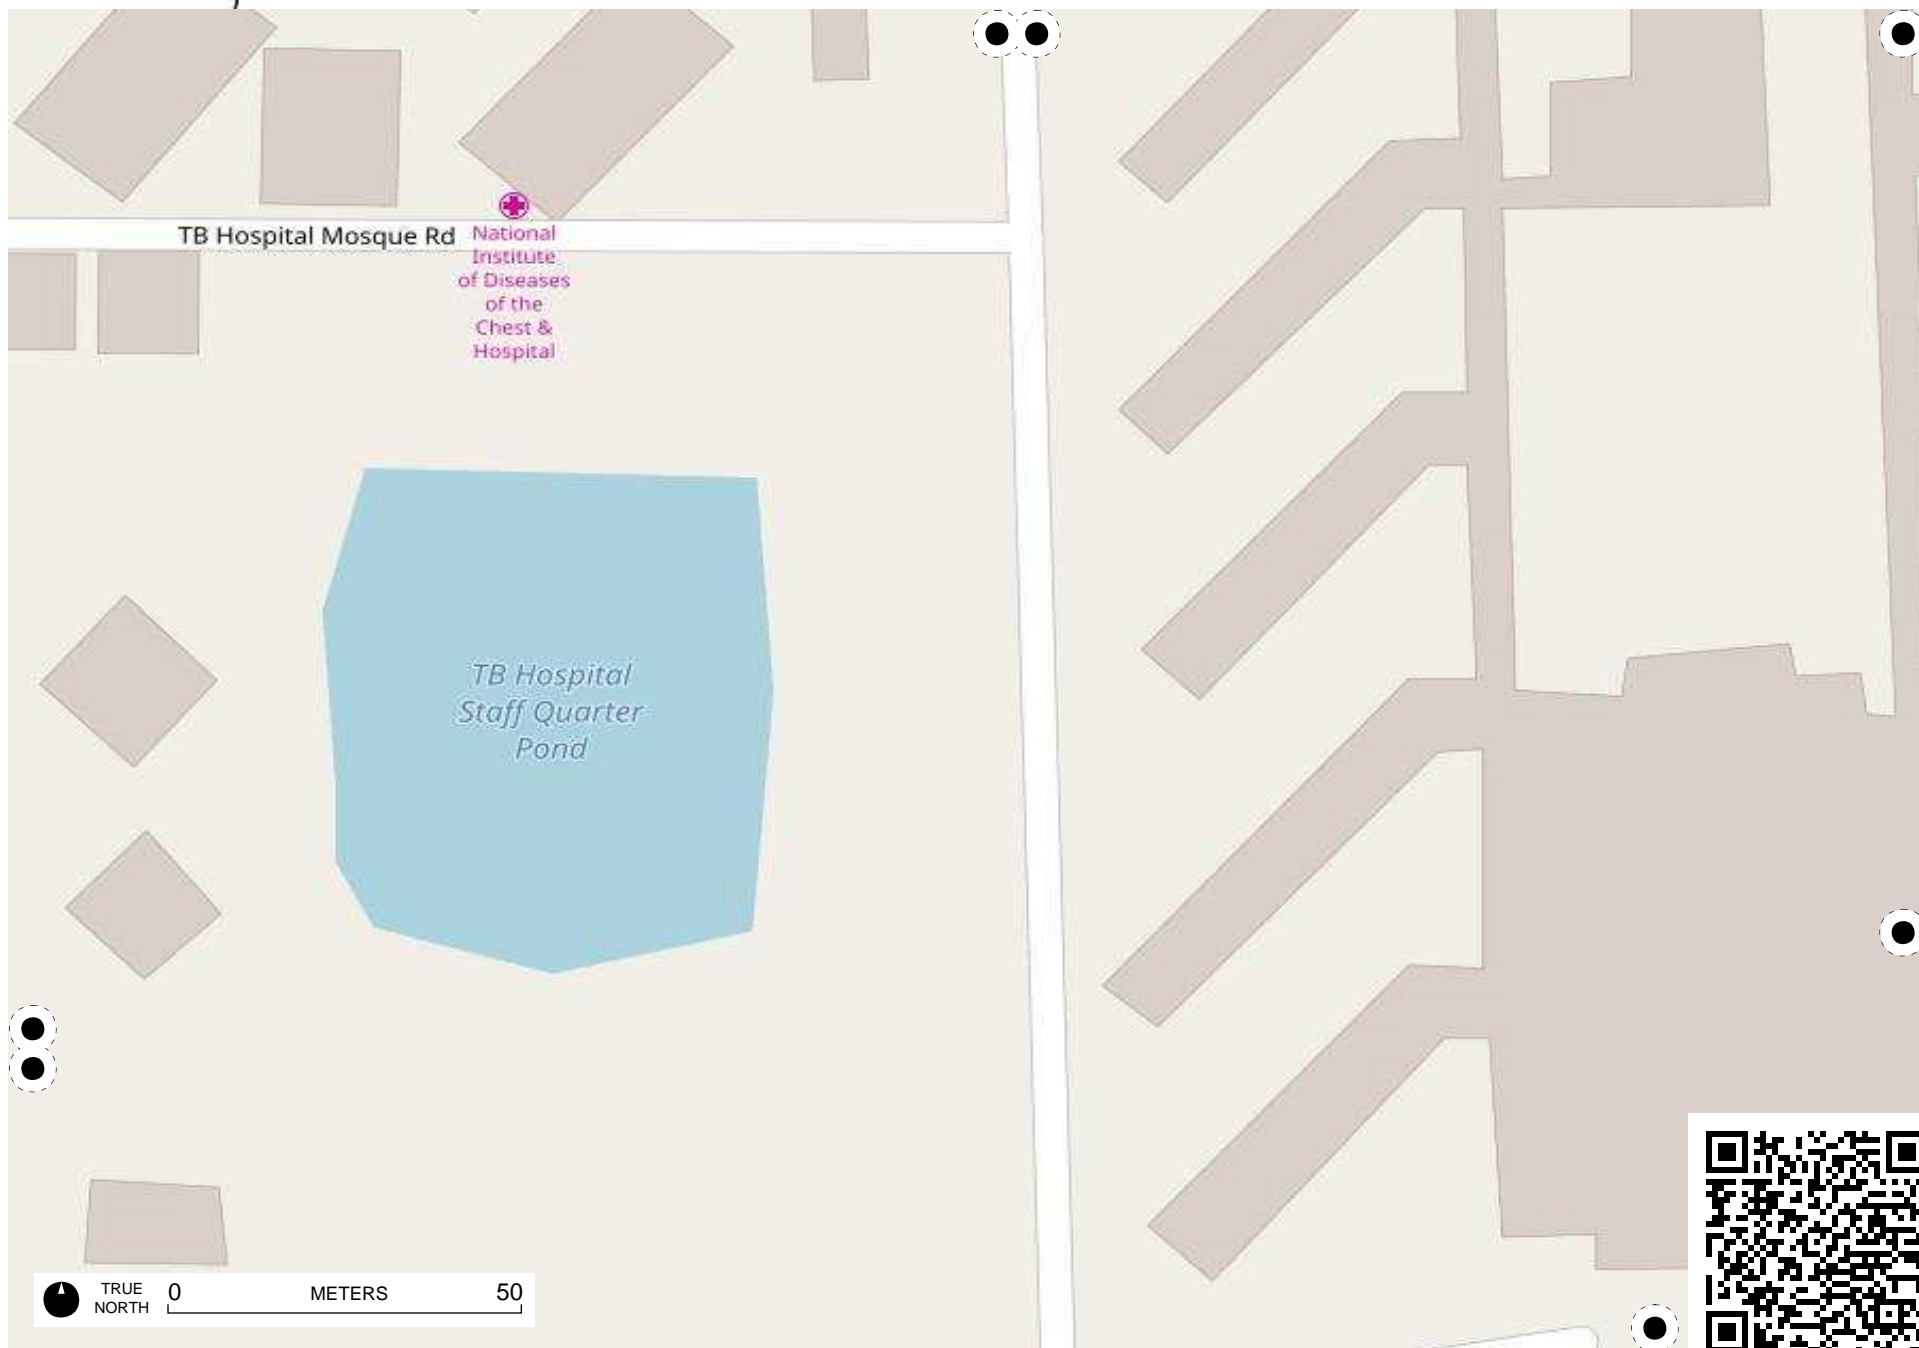 TB Hospital Mosque Rd
National
Institute
of Diseases
of the
Chest &
Hospital
TB Hospital
Staff Quarter
Pond
TRUE
NORTH
0 METERS 50